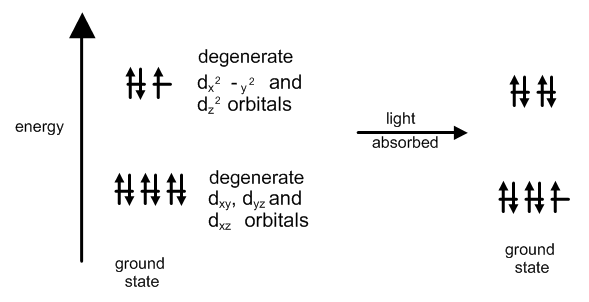 degenerate
dx² -y² and
dz² orbitals
energy
light
absorbed
degenerate
dxy, dyz and
dxz orbitals
ground
state
ground
state